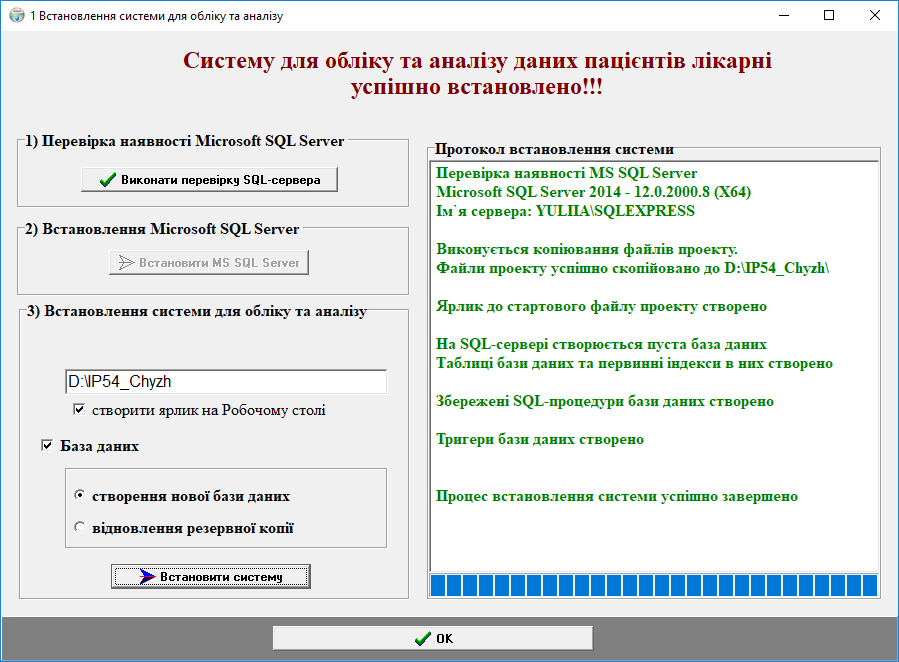 1 Встановлення системи для обліку та аналізу
Систему для обліку та аналізу даних пацієнтів лікарні
успішно встановлено!!!
1) Перевірка наявності Microsoft SQL Server
Виконати перевірку SQL-сервера
2) Встановлення Microsoft SQL Server
Встановити MS SQL Server
3) Встановлення системи для обліку та аналізу
D:\IP54_Chyzh
створити ярлик на Робочому столі
База даних
створення нової бази даних
відновлення резервної копії
Встановити систему
Протокол встановлення системи
Перевірка наявності MS SQL Server
Microsoft SQL Server 2014 - 12.0.2000.8 (X64)
Ім`я сервера: YULIIA\SQLEXPRESS
Виконується копіювання файлів проекту.
Файли проекту успішно скопійовано до D:\IP54_Chyzh\
Ярлик до стартового файлу проекту створено
На SQL-сервері створюється пуста база даних
Таблиці бази даних та первинні індекси в них створено
Збережені SQL-процедури бази даних створено
Тригери бази даних створено
Процес встановлення системи успішно завершено
OK